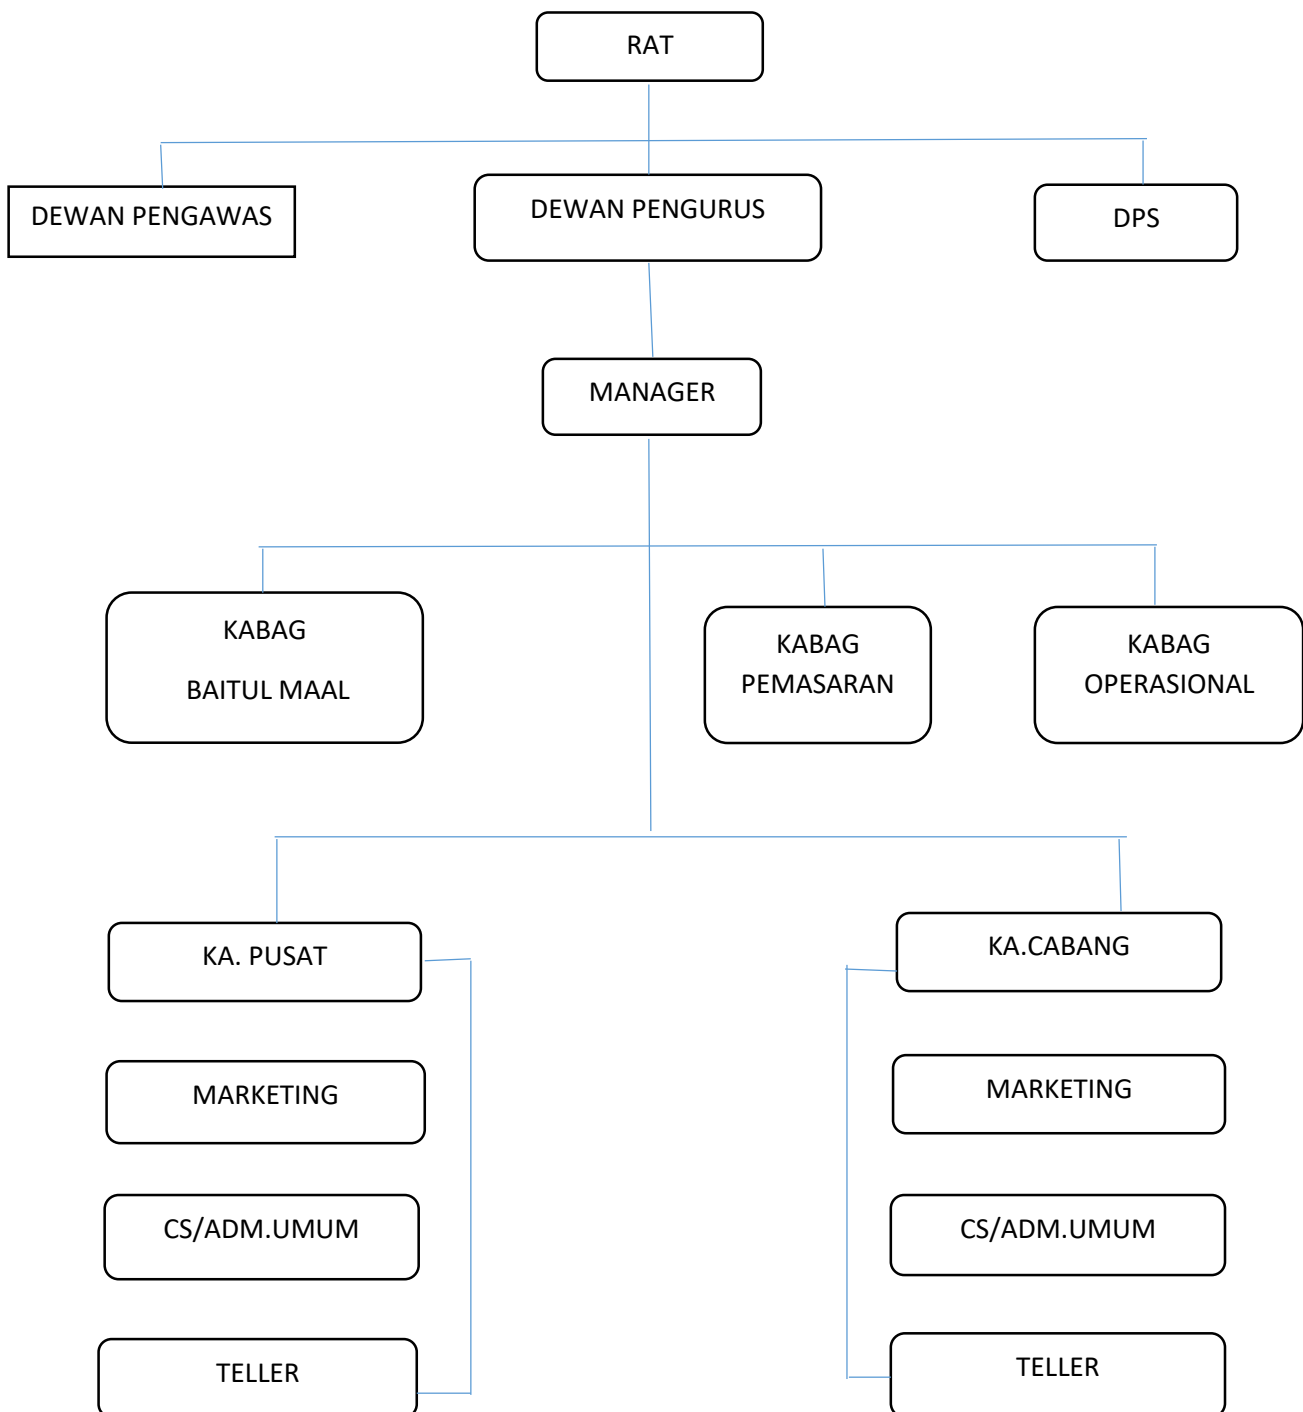 RAT
DEWAN PENGAWAS
DEWAN PENGURUS
DPS
MANAGER
KABAG
BAITUL MAAL
KABAG
PEMASARAN
KABAG
OPERASIONAL
KA. PUSAT
KA.CABANG
MARKETING
MARKETING
CS/ADM.UMUM
CS/ADM.UMUM
TELLER
TELLER